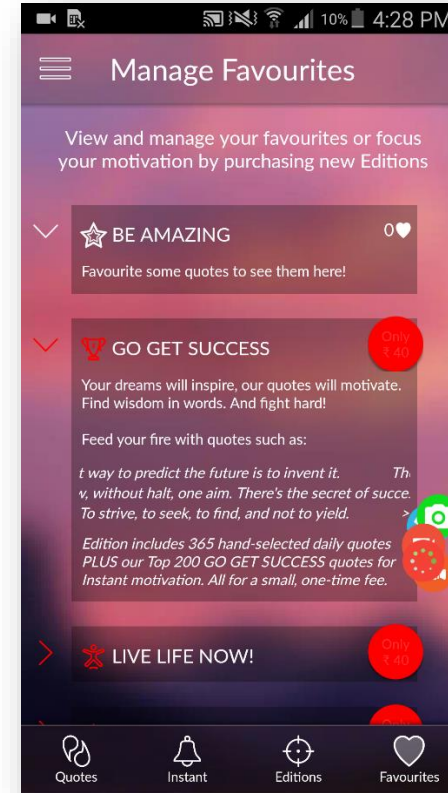 10% 4:28 PM
Manage Favourites
View and manage your favourites or focus
your motivation by purchasing new Editions
BE AMAZING
0
Favourite some quotes to see them here!
GO GET SUCCESS
Only
₹ 40
Your dreams will inspire, our quotes will motivate.
Find wisdom in words. And fight hard!
Feed your fire with quotes such as:
t way to predict the future is to invent it. Th
v, without halt, one aim. There's the secret of succe.
To strive, to seek, to find, and not to yield. >
Edition includes 365 hand-selected daily quotes
PLUS our Top 200 GO GET SUCCESS quotes for
Instant motivation. All for a small, one-time fee.
LIVE LIFE NOW!
Only
₹ 40
Quotes Instant Editions Favourites